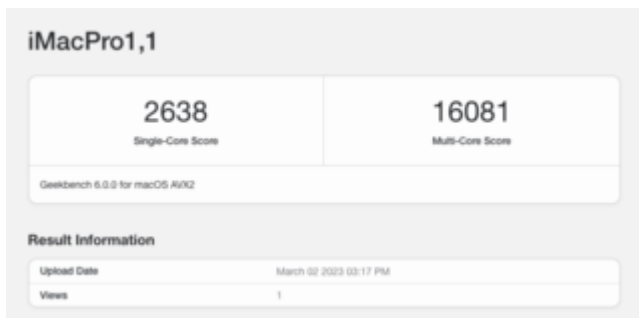 iMacPro1,1
2638 16081
Single-Core Score Multi-Core Score
Geekbench 6.0.0 for macOS AVX2
Result Information
Upload Date March 02 2023 03:17 PM
Views 1